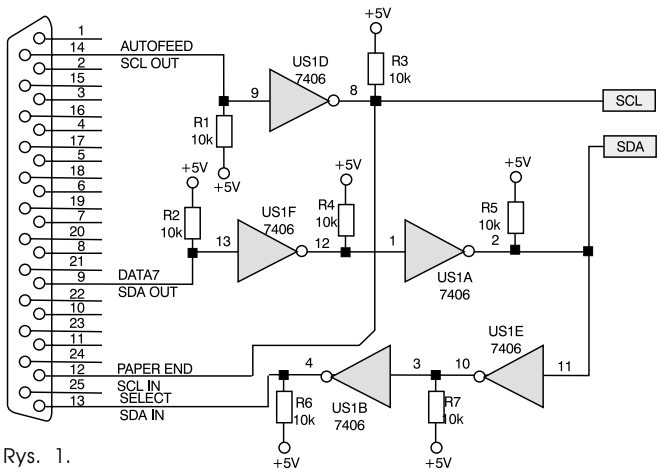 1
14
AUTOFEED
2
SCL OUT
15
3
16
4
17
5
18
6
19
7
20
8
21
9
DATA7
22
SDA OUT
10
23
11
24
12
PAPER END
25
SCL IN
13
SELECT
SDA IN
US1D
7406
9
8
R1
10k
+5V
+5V
R3
10k
SCL
SDA
+5V
R2
10k
US1F
7406
13
12
+5V
R4
10k
1
2
US1A
7406
+5V
R5
10k
US1E
7406
11
10
3
4
US1B
7406
R6
10k
+5V
R7
10k
+5V
Rys. 1.